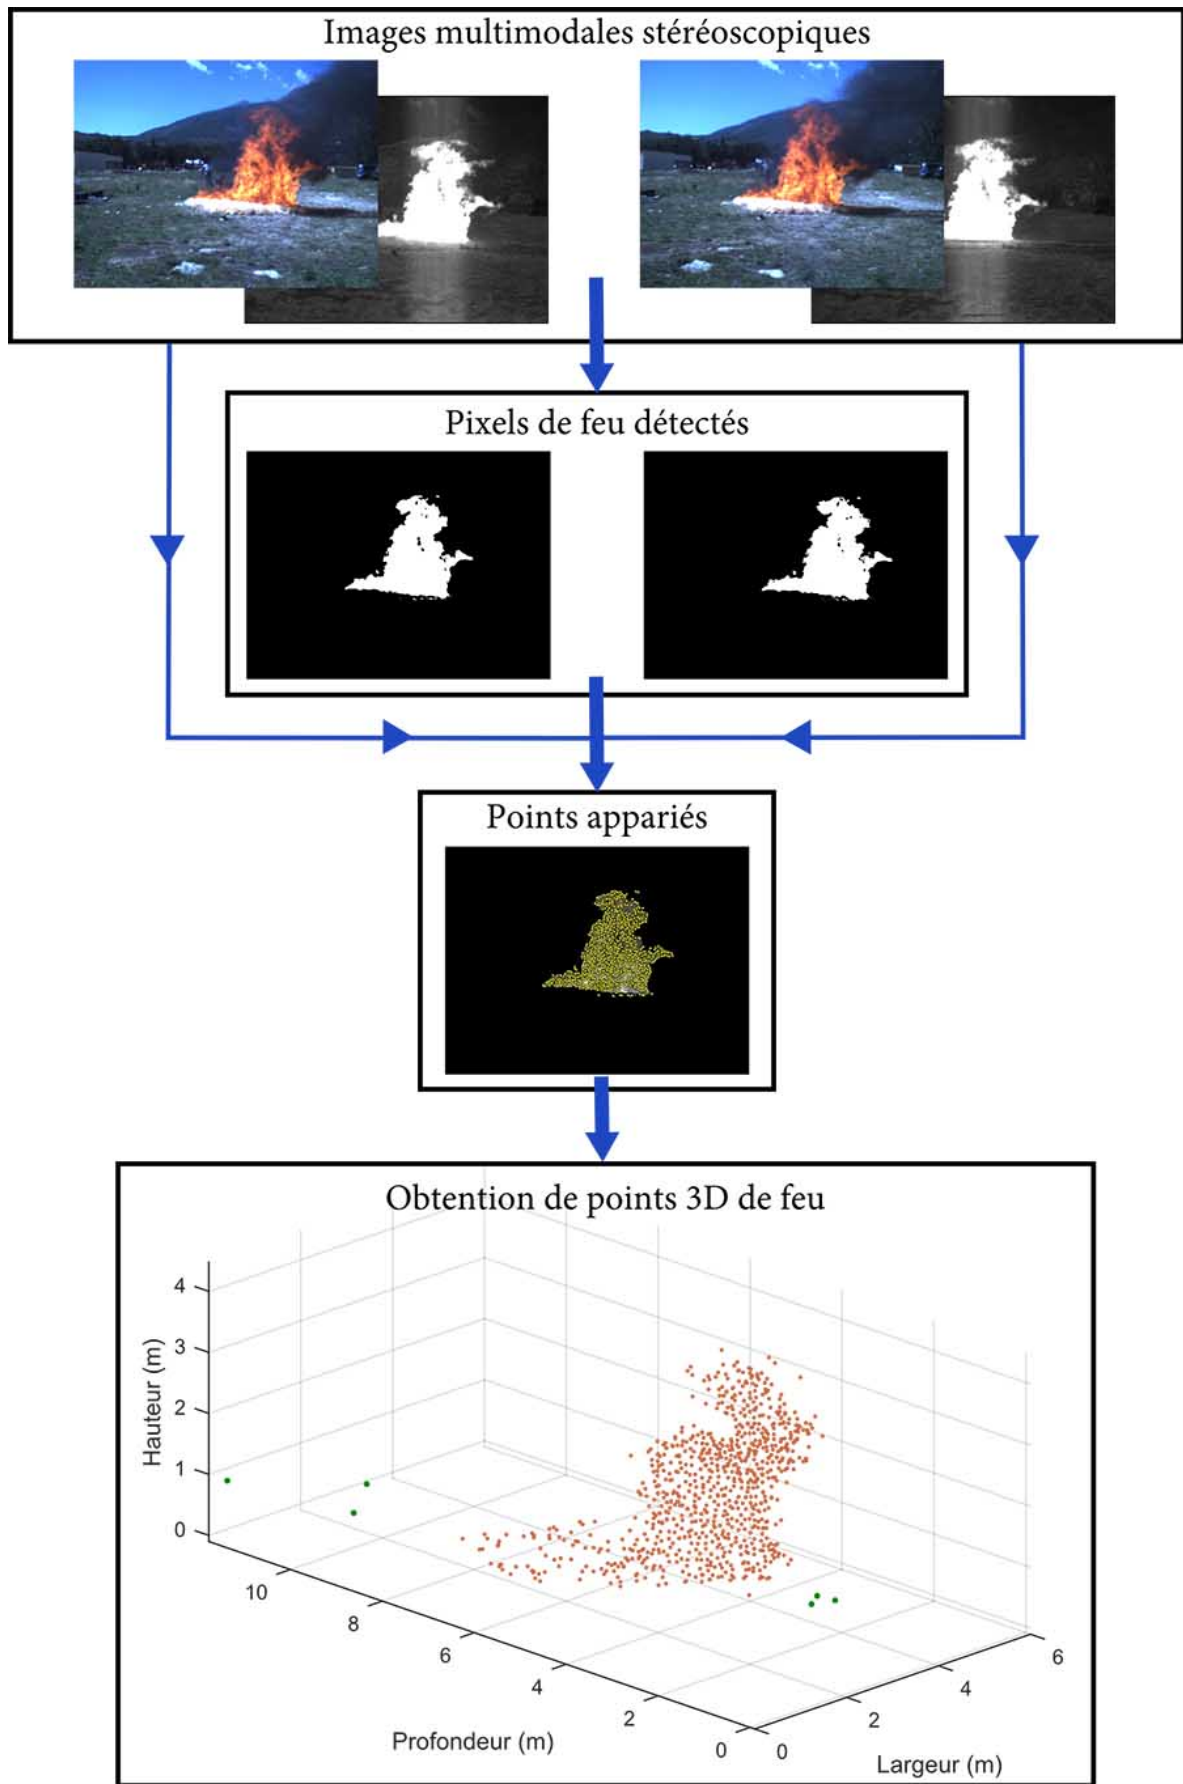 Images multimodales stéréoscopiques
Pixels de feu détectés
Points appariés
Obtention de points 3D de feu
4
3
2
1
0
Hauteur (m)
10
8
6
4
2
0
Profondeur (m)
0
2
4
6
Largeur (m)